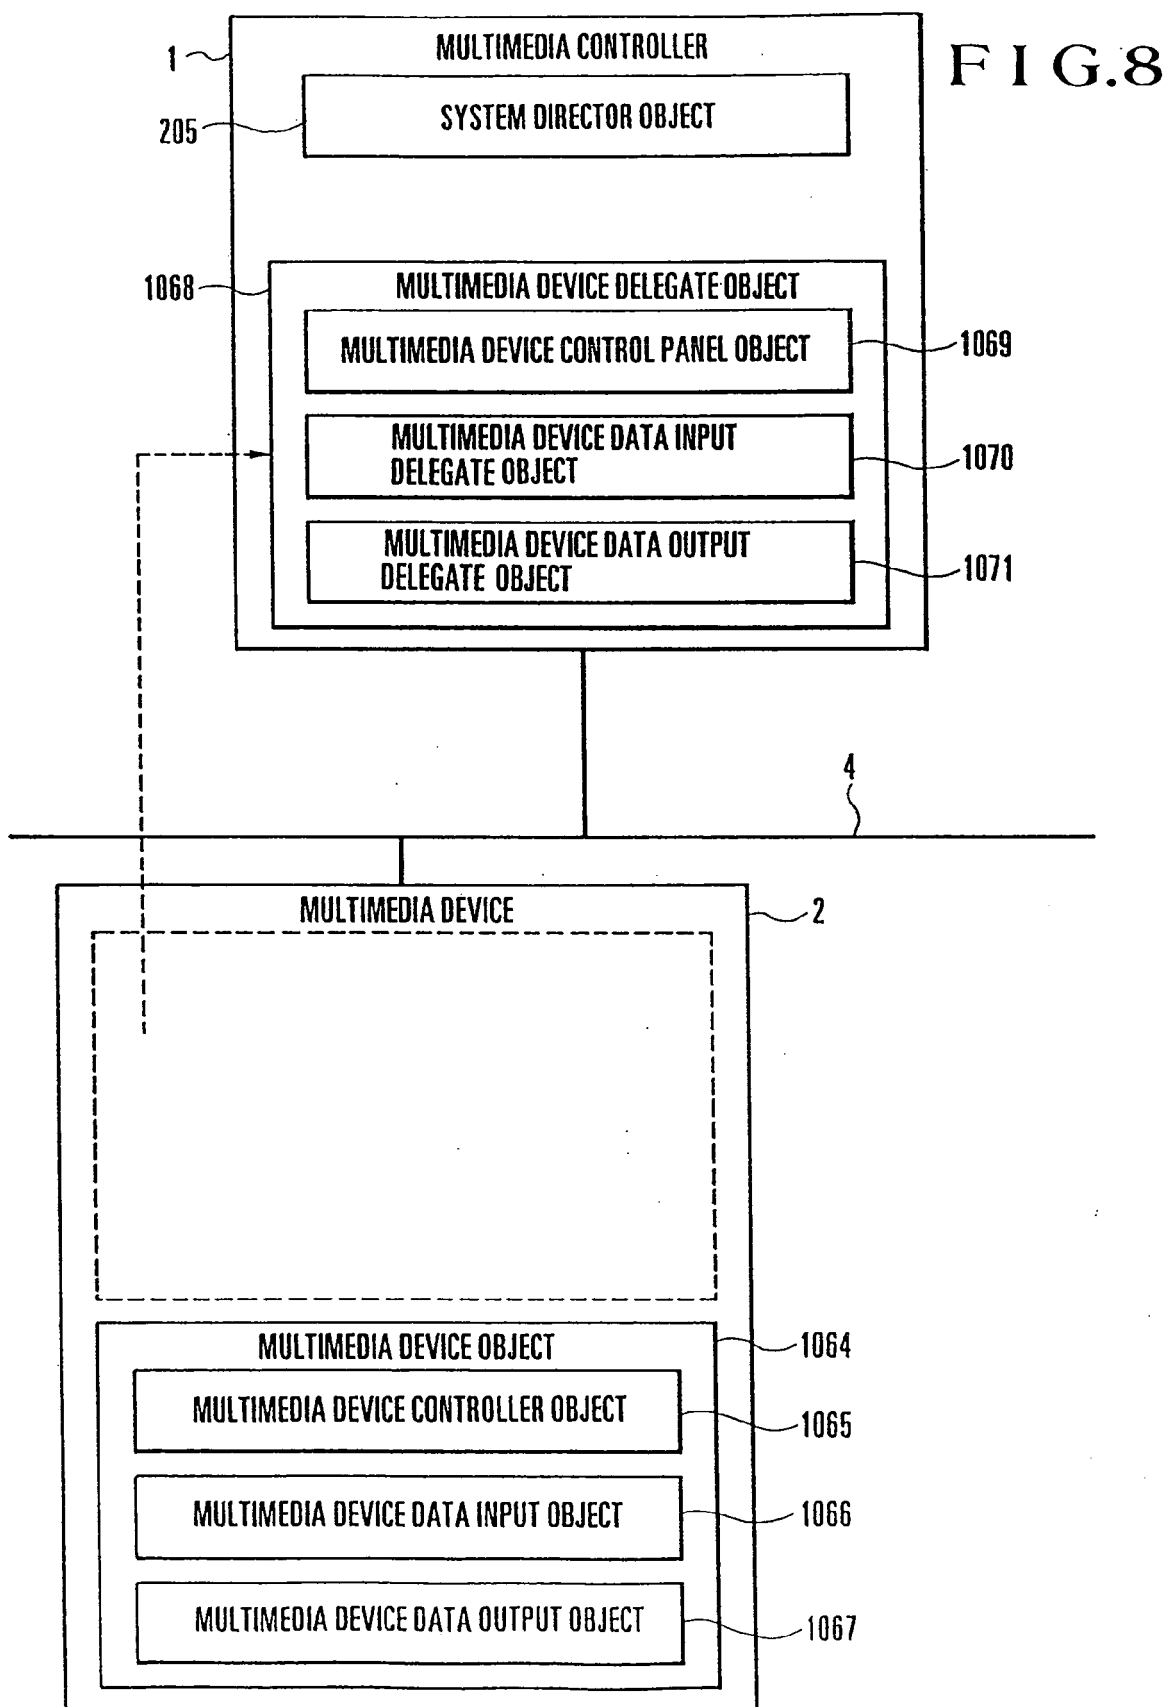 FIG.8
1
MULTIMEDIA CONTROLLER
205
SYSTEM DIRECTOR OBJECT
1068
MULTIMEDIA DEVICE DELEGATE OBJECT
MULTIMEDIA DEVICE CONTROL PANEL OBJECT
1069
MULTIMEDIA DEVICE DATA INPUT
DELEGATE OBJECT
1070
MULTIMEDIA DEVICE DATA OUTPUT
DELEGATE OBJECT
1071
4
MULTIMEDIA DEVICE
2
MULTIMEDIA DEVICE OBJECT
1064
MULTIMEDIA DEVICE CONTROLLER OBJECT
1065
MULTIMEDIA DEVICE DATA INPUT OBJECT
1066
MULTIMEDIA DEVICE DATA OUTPUT OBJECT
1067